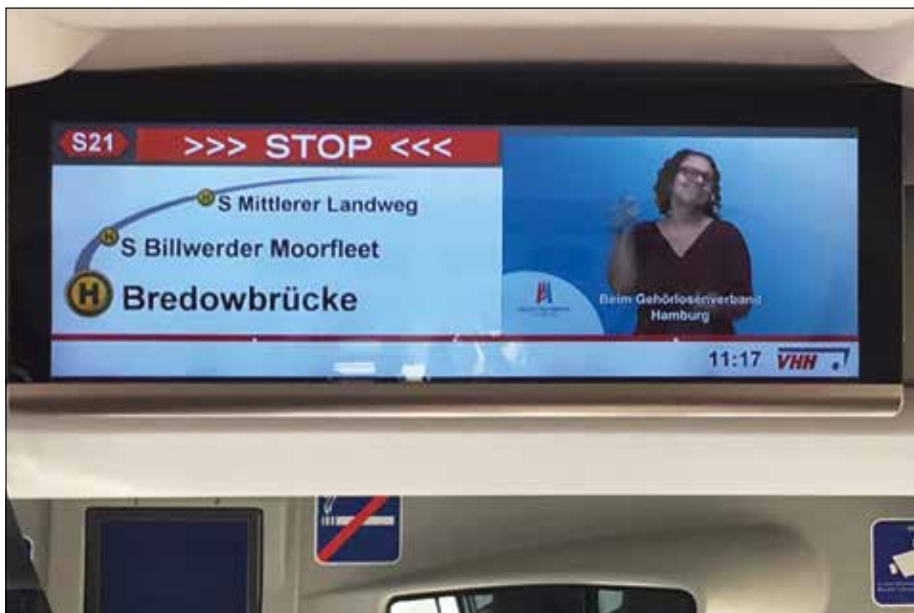 S21
>>> STOP <<<
S Mittlerer Landweg
S Billwerder Moorfleet
H Bredowbrücke
Beim Gehörlosenverband
Hamburg
11:17 VHH